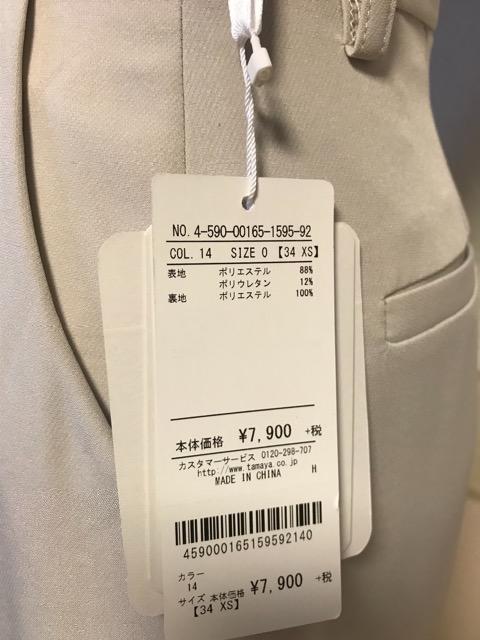 NO. 4-590-00165-1595-92
COL. 14 SIZE 0 【34 XS】
表地 ポリエステル 88%
ポリウレタン 12%
裏地 ポリエステル 100%
本体価格 ¥7,900 +税
カスタマーサービス 0120-298-707
http://www.tamaya.co.jp
MADE IN CHINA H
459000165159592140
カラー
14
サイズ 本体価格 ¥7,900 +税
【34 XS】